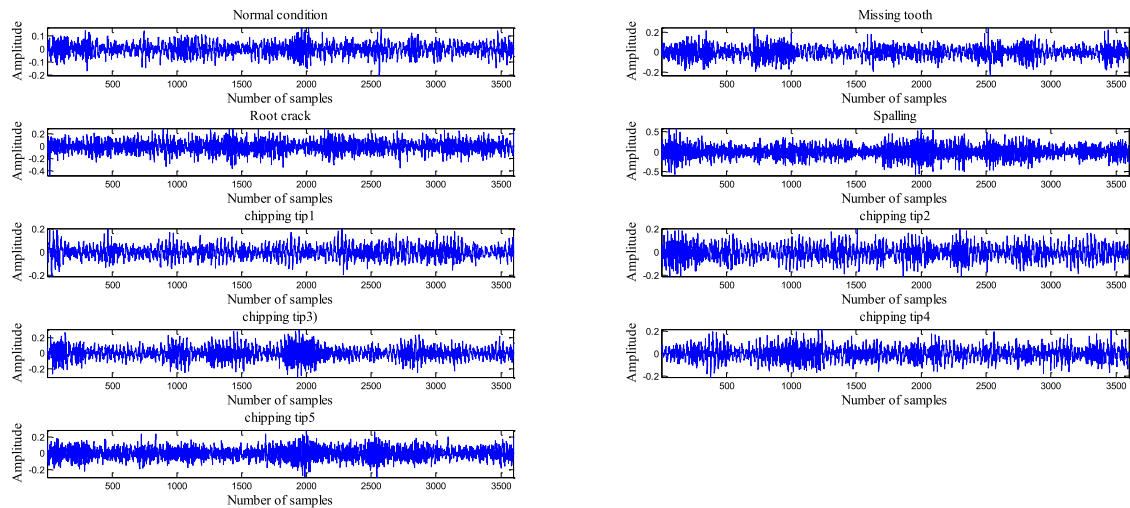 Normal condition
Amplitude
0.1
0
-0.1
-0.2
500 1000 1500 2000 2500 3000 3500
Number of samples
Missing tooth
Amplitude
0.2
0
-0.2
500 1000 1500 2000 2500 3000 3500
Number of samples
Root crack
Amplitude
0.2
0
-0.2
-0.4
500 1000 1500 2000 2500 3000 3500
Number of samples
Spalling
Amplitude
0.5
0
-0.5
500 1000 1500 2000 2500 3000 3500
Number of samples
chipping tip1
Amplitude
0.2
0
-0.2
500 1000 1500 2000 2500 3000 3500
Number of samples
chipping tip2
Amplitude
0.2
0
-0.2
500 1000 1500 2000 2500 3000 3500
Number of samples
chipping tip3)
Amplitude
0.2
0
-0.2
500 1000 1500 2000 2500 3000 3500
Number of samples
chipping tip4
Amplitude
0.2
0
-0.2
500 1000 1500 2000 2500 3000 3500
Number of samples
chipping tip5
Amplitude
0.2
0
-0.2
500 1000 1500 2000 2500 3000 3500
Number of samples